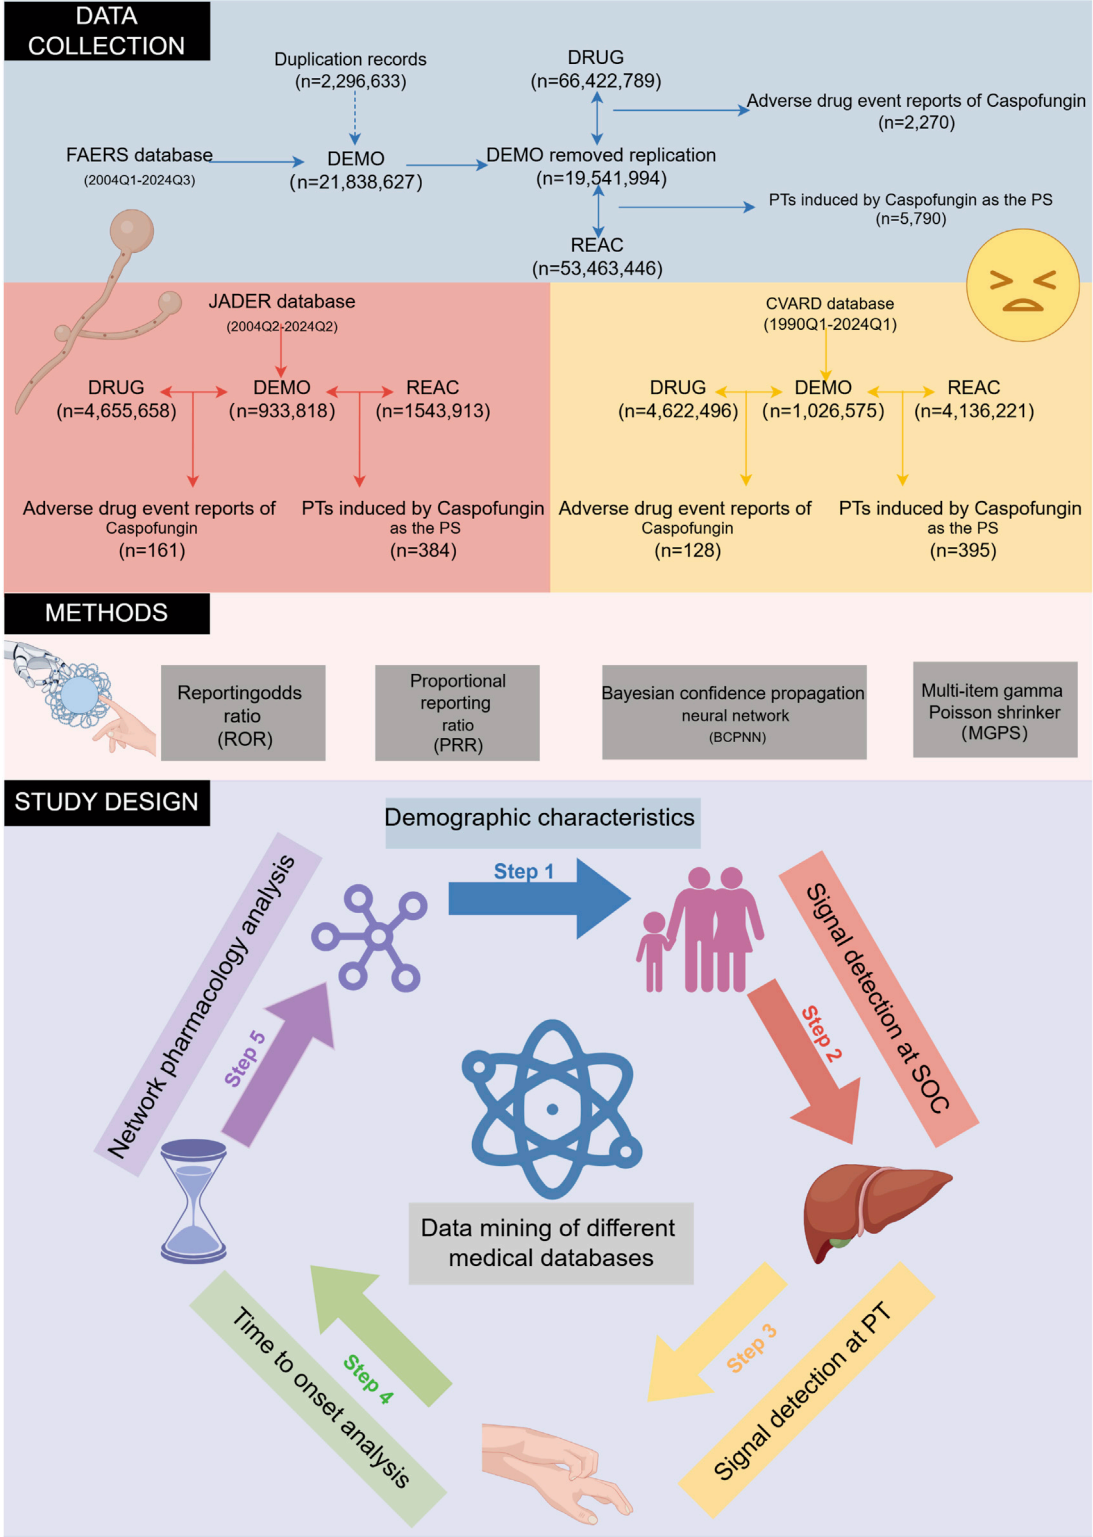 DATA
COLLECTION
Duplication records
(n=2,296,633)
DRUG
(n=66,422,789)
Adverse drug event reports of Caspofungin
(n=2,270)
FAERS database
(2004Q1-2024Q3)
DEMO
(n=21,838,627)
DEMO removed replication
(n=19,541,994)
PTs induced by Caspofungin as the PS
(n=5,790)
REAC
(n=53,463,446)
JADER database
(2004Q2-2024Q2)
DRUG
(n=4,655,658)
DEMO
(n=933,818)
REAC
(n=1543,913)
Adverse drug event reports of
Caspofungin
(n=161)
PTs induced by Caspofungin
as the PS
(n=384)
CVARD database
(1990Q1-2024Q1)
DRUG
(n=4,622,496)
DEMO
(n=1,026,575)
REAC
(n=4,136,221)
Adverse drug event reports of
Caspofungin
(n=128)
PTs induced by Caspofungin
as the PS
(n=395)
METHODS
Reportingodds
ratio
(ROR)
Proportional
reporting
ratio
(PRR)
Bayesian confidence propagation
neural network
(BCPNN)
Multi-item gamma
Poisson shrinker
(MGPS)
STUDY DESIGN
Demographic characteristics
Step 1
Signal detection at SOC
Step 2
Signal detection at PT
Step 3
Time to onset analysis
Step 4
Network pharmacology analysis
Step 5
Data mining of different
medical databases